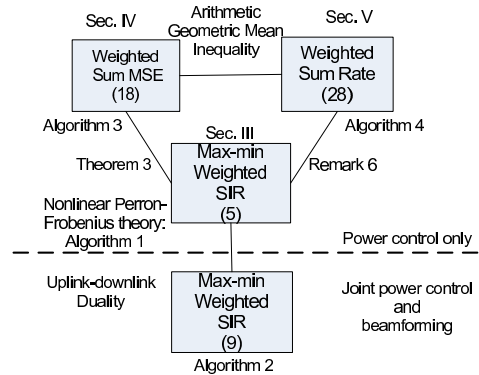 Sec. IV
Arithmetic
Geometric Mean
Inequality
Sec. V
Weighted
Sum MSE
(18)
Weighted
Sum Rate
(28)
Algorithm 3
Algorithm 4
Sec. III
Theorem 3
Max-min
Weighted
SIR
(5)
Remark 6
Nonlinear Perron-
Frobenius theory:
Algorithm 1
Power control only
Uplink-downlink
Duality
Max-min
Weighted
SIR
(9)
Joint power control
and
beamforming
Algorithm 2